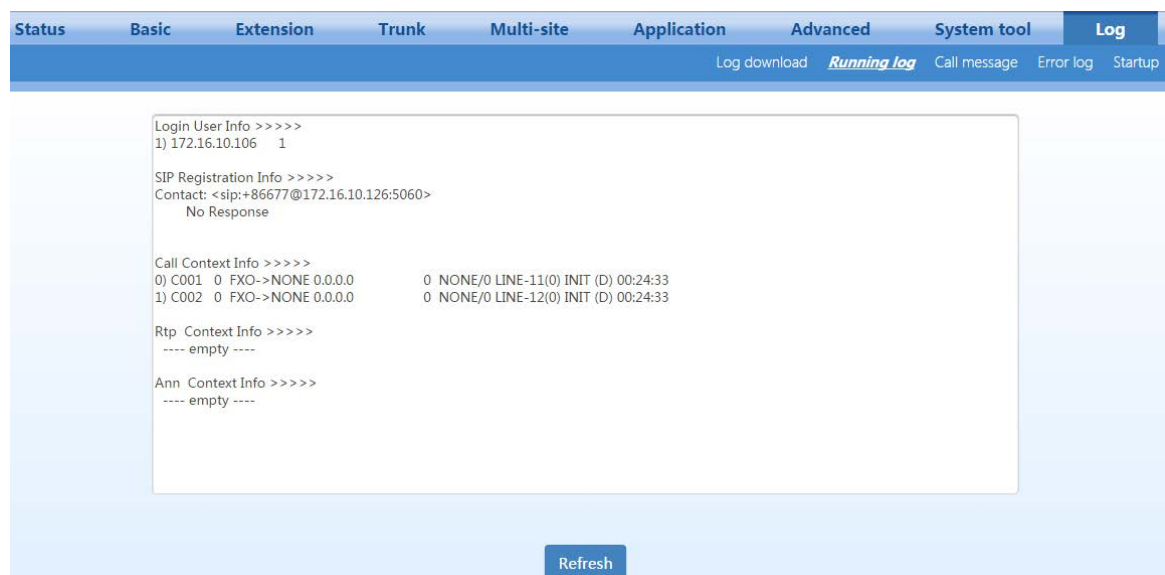 Status Basic Extension Trunk Multi-site Application Advanced System tool Log
Log download Running log Call message Error log Startup
Login User Info >>>>>
1) 172.16.10.106 1
SIP Registration Info >>>>>
Contact: <sip:+86677@172.16.10.126:5060>
No Response
Call Context Info >>>>>
0) C001 0 FXO->NONE 0.0.0.0 0 NONE/0 LINE-11(0) INIT (D) 00:24:33
1) C002 0 FXO->NONE 0.0.0.0 0 NONE/0 LINE-12(0) INIT (D) 00:24:33
Rtp Context Info >>>>>
---- empty ----
Ann Context Info >>>>>
---- empty ----
Refresh